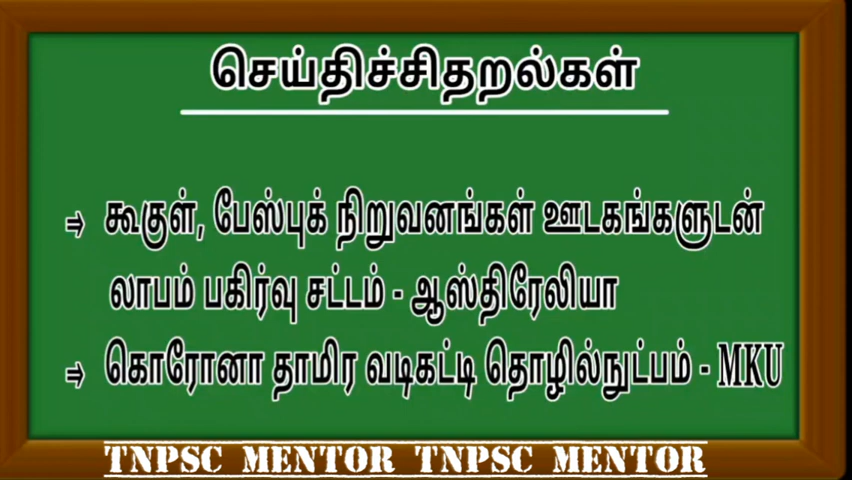 செய்திச்சிதறல்கள்
⇒ கூகுள், பேஸ்புக் நிறுவனங்கள் ஊடகங்களுடன்
லாபம் பகிர்வு சட்டம் - ஆஸ்திரேலியா
⇒ கொரோனா தாமிர வடிகட்டி தொழில்நுட்பம் - MKU
TNPSC MENTOR TNPSC MENTOR